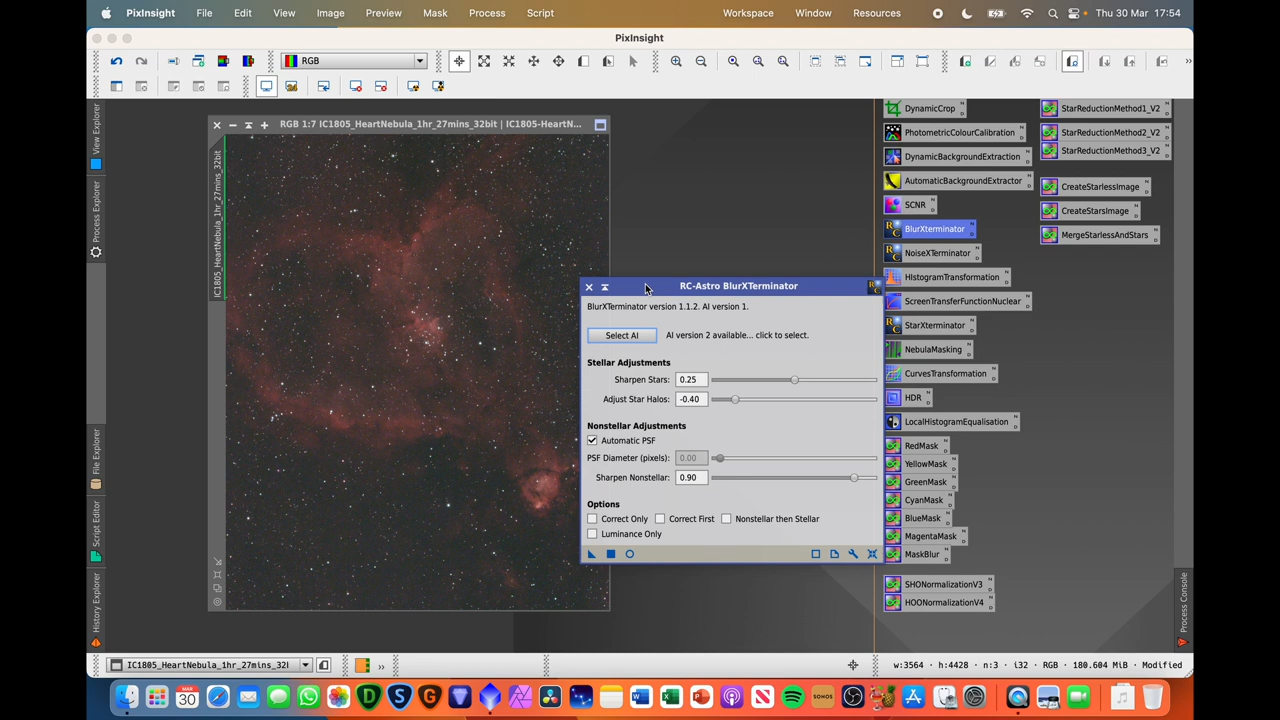 PixInsight File Edit View Image Preview Mask Process Script Workspace Window Resources Thu 30 Mar 17:54
PixInsight
RGB
View Explorer
Process Explorer
File Explorer
Script Editor
History Explorer
RGB 1:7 IC1805_HeartNebula_1hr_27mins_32bit | IC1805-HeartN...
IC1805_HeartNebula_1hr_27mins_32bit
RC-Astro BlurXTerminator
BlurXTerminator version 1.1.2. AI version 1.
Select AI AI version 2 available... click to select.
Stellar Adjustments
Sharpen Stars: 0.25
Adjust Star Halos: -0.40
Nonstellar Adjustments
Automatic PSF
PSF Diameter (pixels): 0.00
Sharpen Nonstellar: 0.90
Options
Correct Only Correct First Nonstellar then Stellar
Luminance Only
DynamicCrop
PhotometricColourCalibration
DynamicBackgroundExtraction
AutomaticBackgroundExtractor
SCNR
BlurXterminator
NoiseXTerminator
HIstogramTransformation
ScreenTransferFunctionNuclear
StarXterminator
NebulaMasking
CurvesTransformation
HDR
LocalHistogramEqualisation
RedMask
YellowMask
GreenMask
CyanMask
BlueMask
MagentaMask
MaskBlur
SHONormalizationV3
HOONormalizationV4
StarReductionMethod1_V2
StarReductionMethod2_V2
StarReductionMethod3_V2
CreateStarlessImage
CreateStarsImage
MergeStarlessAndStars
Process Console
IC1805_HeartNebula_1hr_27mins_32l
w:3564 · h:4428 · n:3 · i32 · RGB · 180.604 MiB · Modified
MAR
30
SONOS